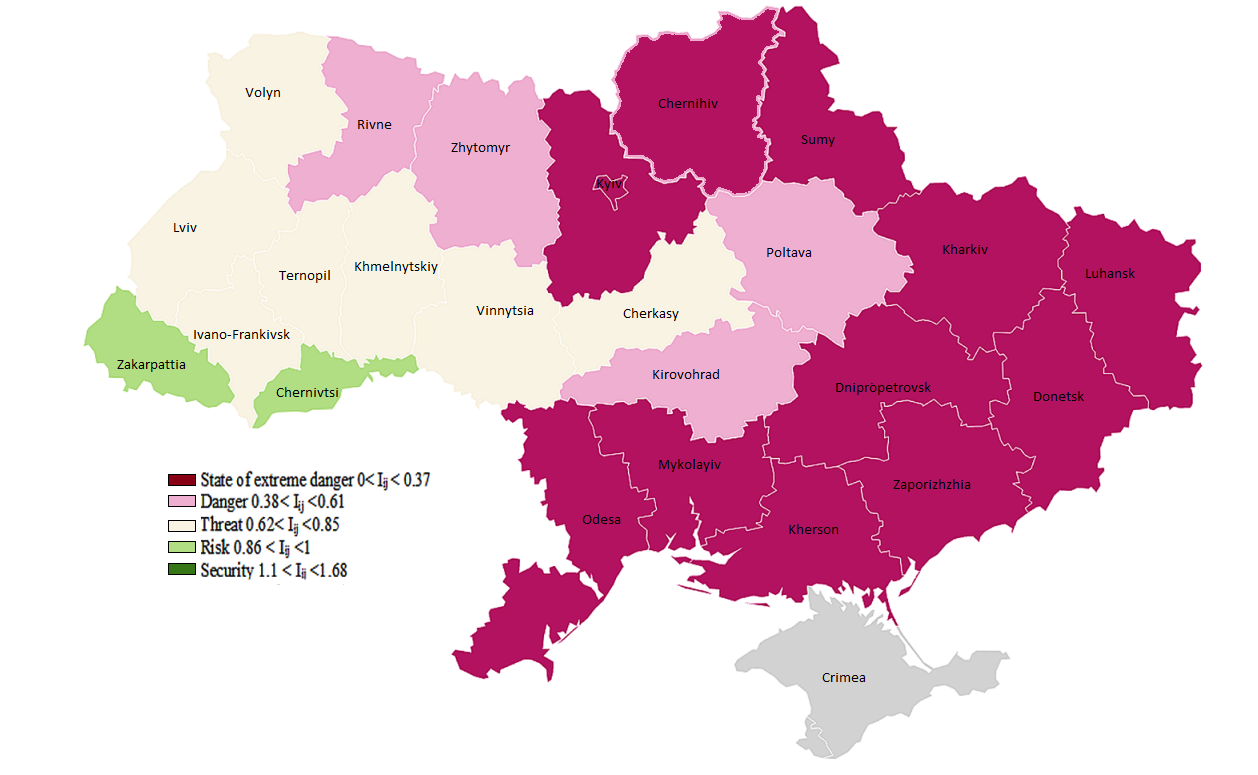 Volyn
Rivne
Zhytomyr
Chernihiv
Sumy
Kyiv
Lviv
Ternopil
Khmelnytskiy
Vinnytsia
Cherkasy
Poltava
Kharkiv
Luhansk
Ivano-Frankivsk
Zakarpattia
Chernivtsi
Kirovohrad
Dnipropetrovsk
Donetsk
Mykolayiv
Zaporizhzhia
Odesa
Kherson
Crimea
State of extreme danger 0< Iij < 0.37
Danger 0.38< Iij <0.61
Threat 0.62< Iij <0.85
Risk 0.86 < Iij <1
Security 1.1 < Iij <1.68